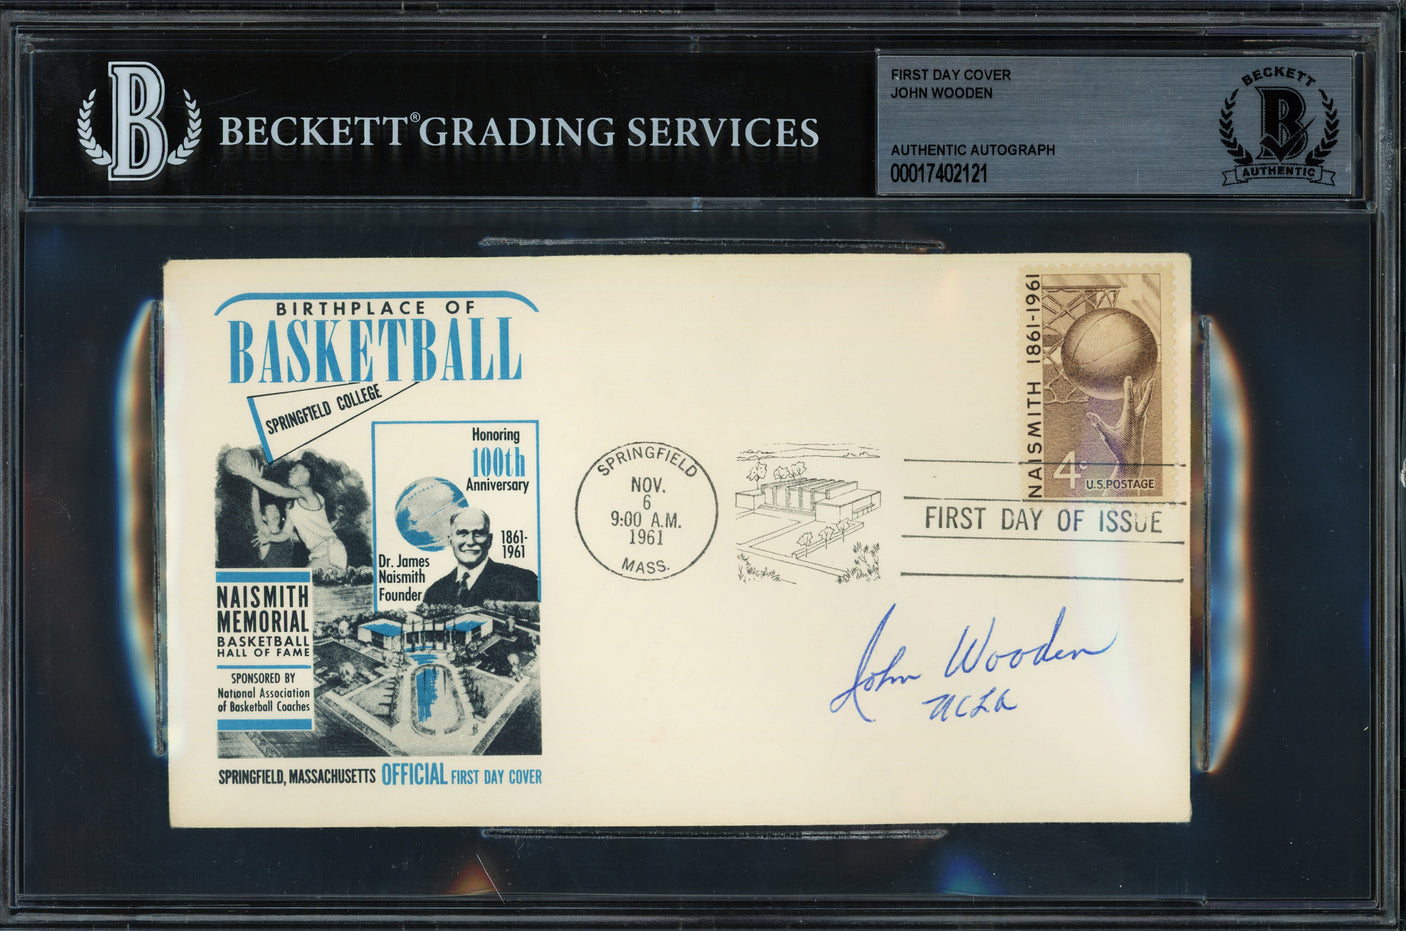 B
BECKETT® GRADING SERVICES
FIRST DAY COVER
JOHN WOODEN
AUTHENTIC AUTOGRAPH
00017402121
BECKETT
B
AUTHENTIC
BIRTHPLACE OF
BASKETBALL
SPRINGFIELD COLLEGE
Honoring
100th
Anniversary
1861-
1961
Dr. James
Naismith
Founder
NAISMITH
MEMORIAL
BASKETBALL
HALL OF FAME
SPONSORED BY
National Association
of Basketball Coaches
SPRINGFIELD, MASSACHUSETTS OFFICIAL FIRST DAY COVER
SPRINGFIELD
NOV.
6
9:00 A.M.
1961
MASS.
NAISMITH 1861-1961
4c
U.S. POSTAGE
FIRST DAY OF ISSUE
John Wooden
UCLA